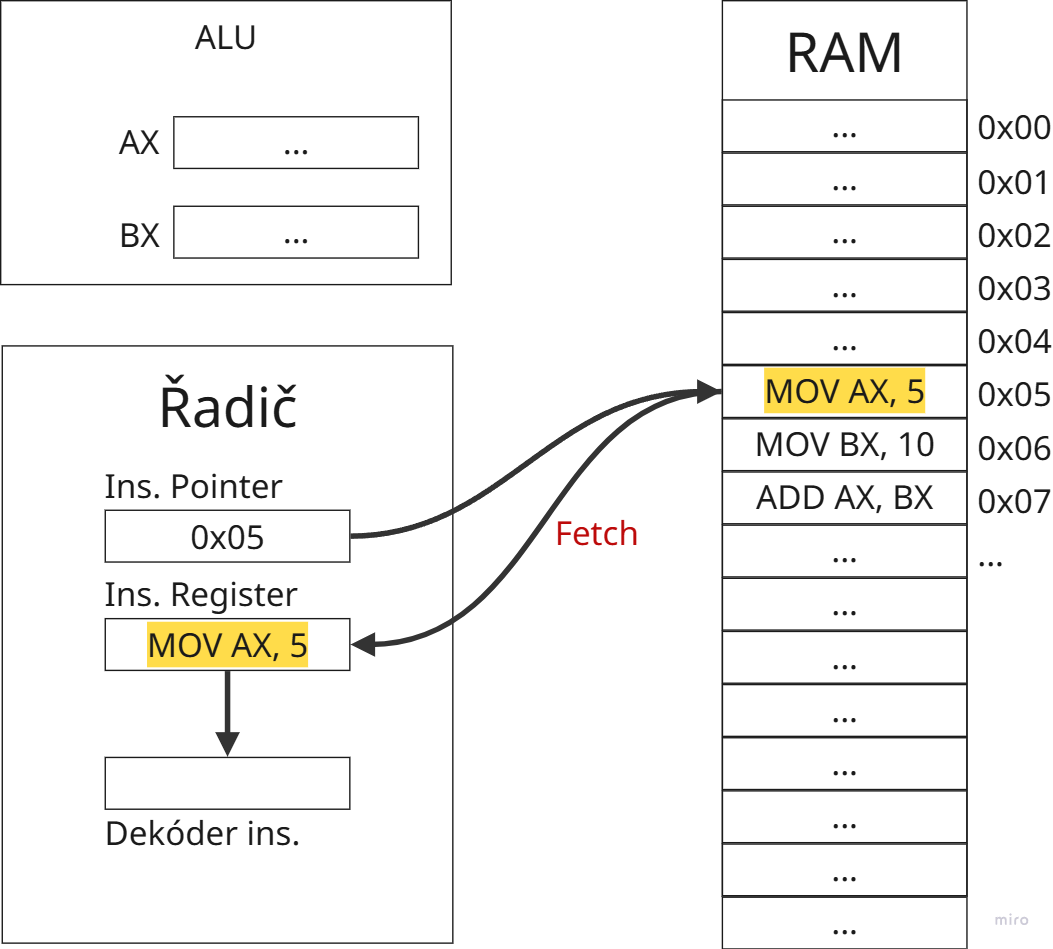 ALU
AX ...
BX ...
Řadič
Ins. Pointer
0x05
Ins. Register
MOV AX, 5
Dekóder ins.
Fetch
RAM
... 0x00
... 0x01
... 0x02
... 0x03
... 0x04
MOV AX, 5 0x05
MOV BX, 10 0x06
ADD AX, BX 0x07
... ...
...
...
...
...
...
...
...
miro